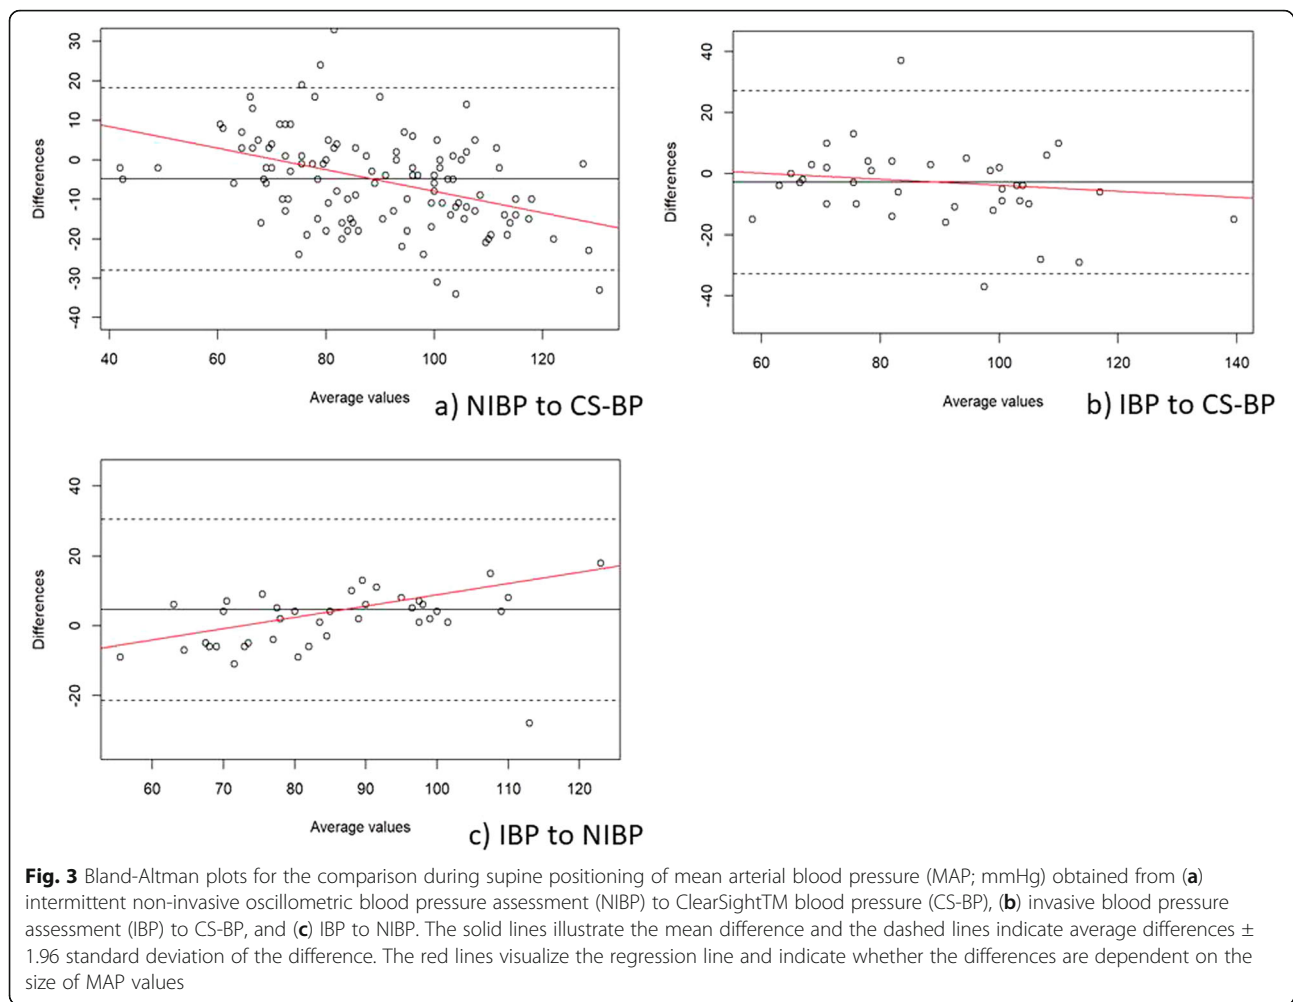 30
20
10
0
-10
-20
-30
-40
Differences
40 60 80 100 120
Average values
a) NIBP to CS-BP
40
20
0
-20
-40
Differences
60 80 100 120 140
Average values
b) IBP to CS-BP
40
20
0
-20
Differences
60 70 80 90 100 110 120
Average values
c) IBP to NIBP
Fig. 3 Bland-Altman plots for the comparison during supine positioning of mean arterial blood pressure (MAP; mmHg) obtained from (a)
intermittent non-invasive oscillometric blood pressure assessment (NIBP) to ClearSightTM blood pressure (CS-BP), (b) invasive blood pressure
assessment (IBP) to CS-BP, and (c) IBP to NIBP. The solid lines illustrate the mean difference and the dashed lines indicate average differences ±
1.96 standard deviation of the difference. The red lines visualize the regression line and indicate whether the differences are dependent on the
size of MAP values